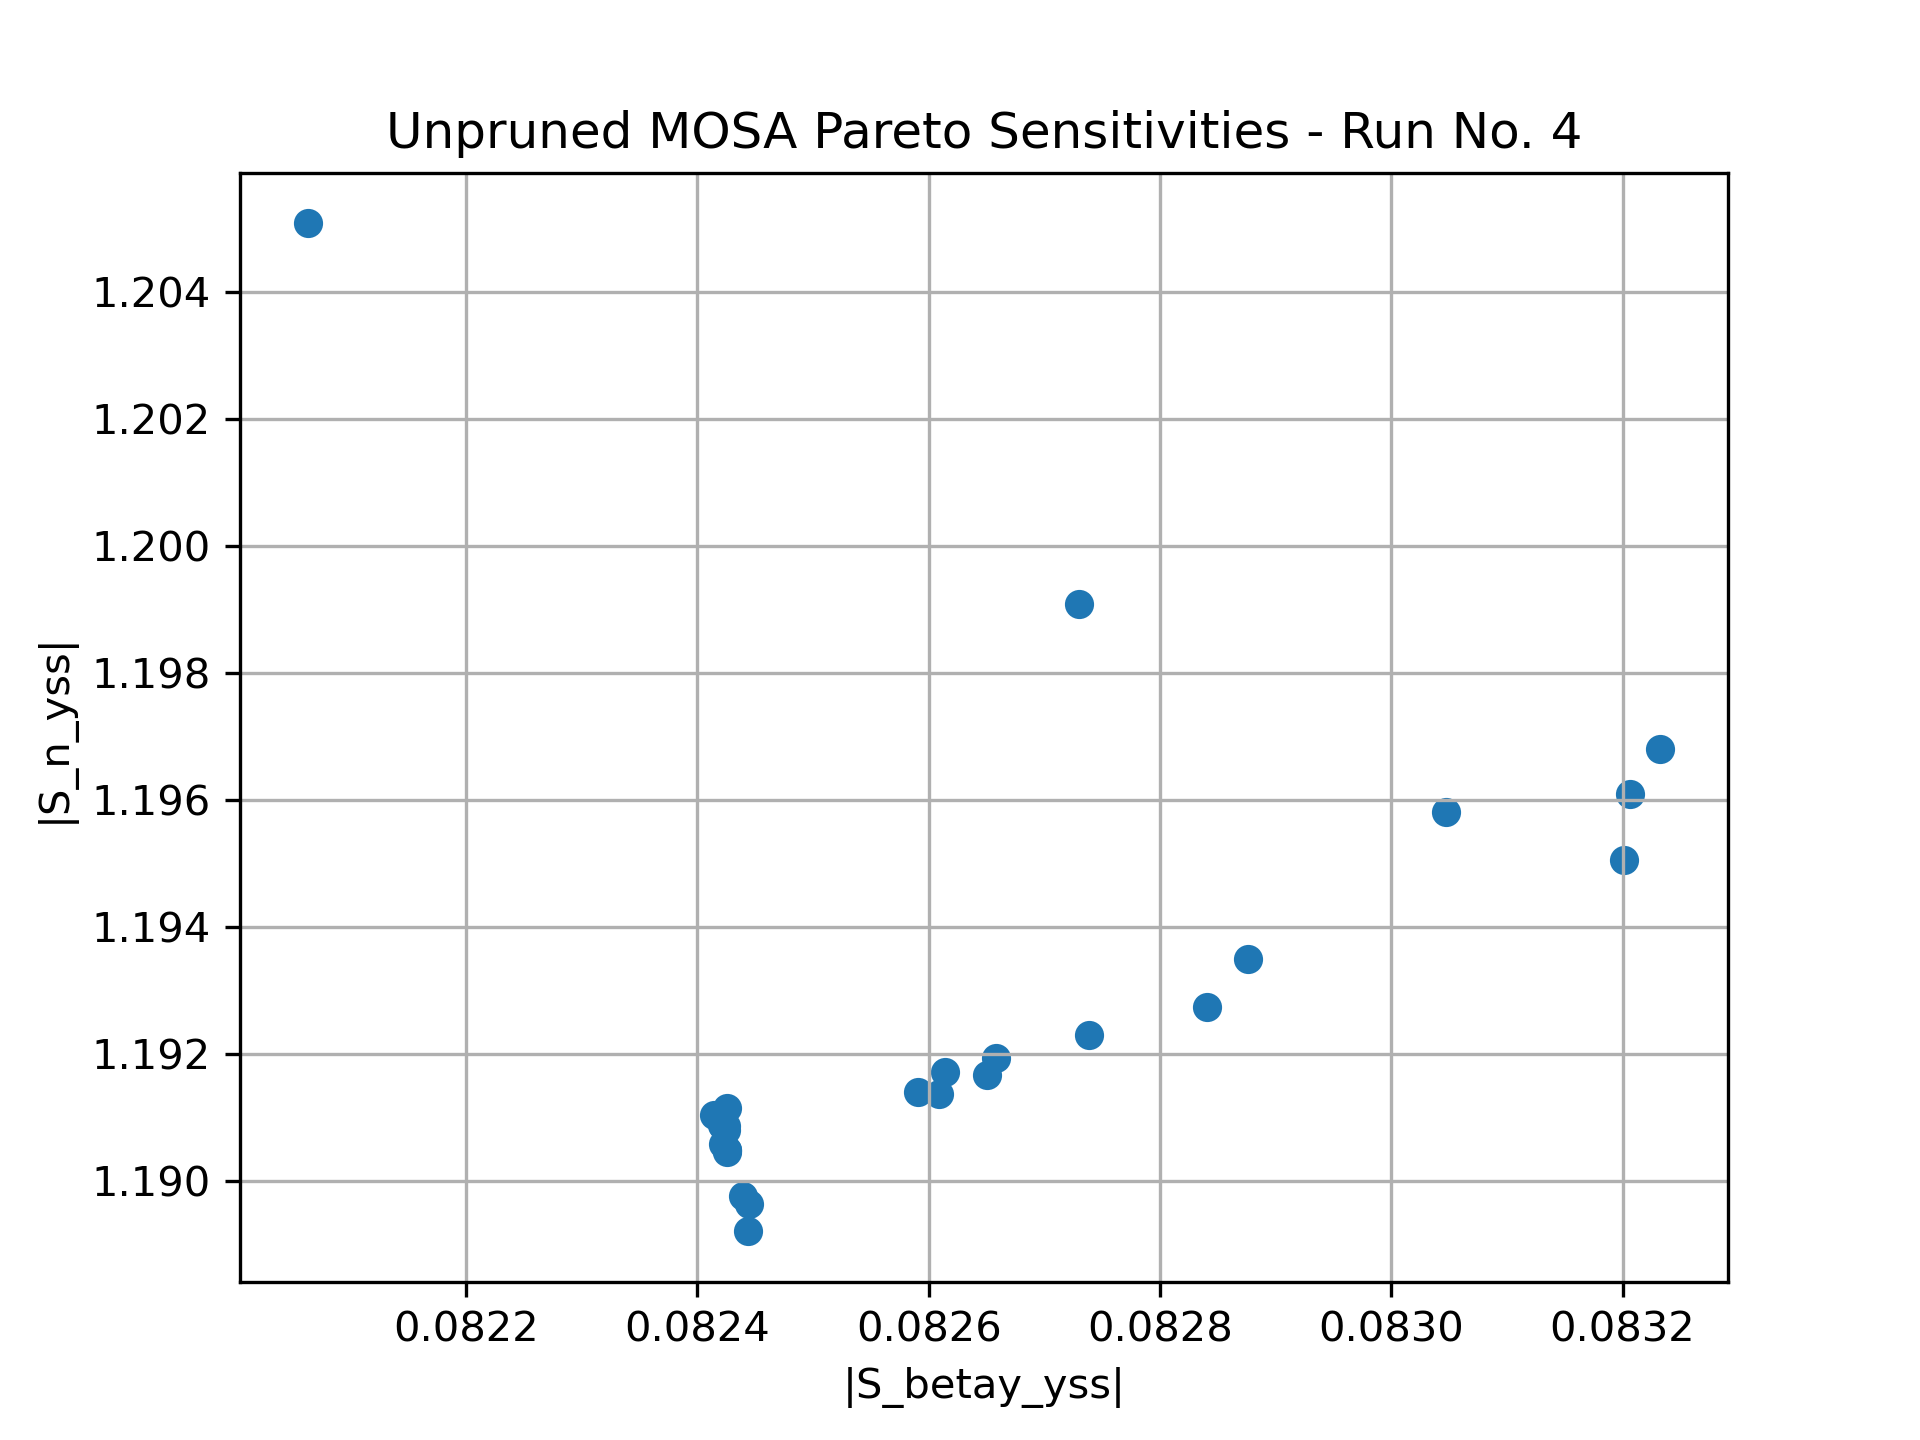 Unpruned MOSA Pareto Sensitivities - Run No. 4
1.204
1.202
1.200
1.198
1.196
1.194
1.192
1.190
|S_n_yss|
0.0822 0.0824 0.0826 0.0828 0.0830 0.0832
|S_betay_yss|